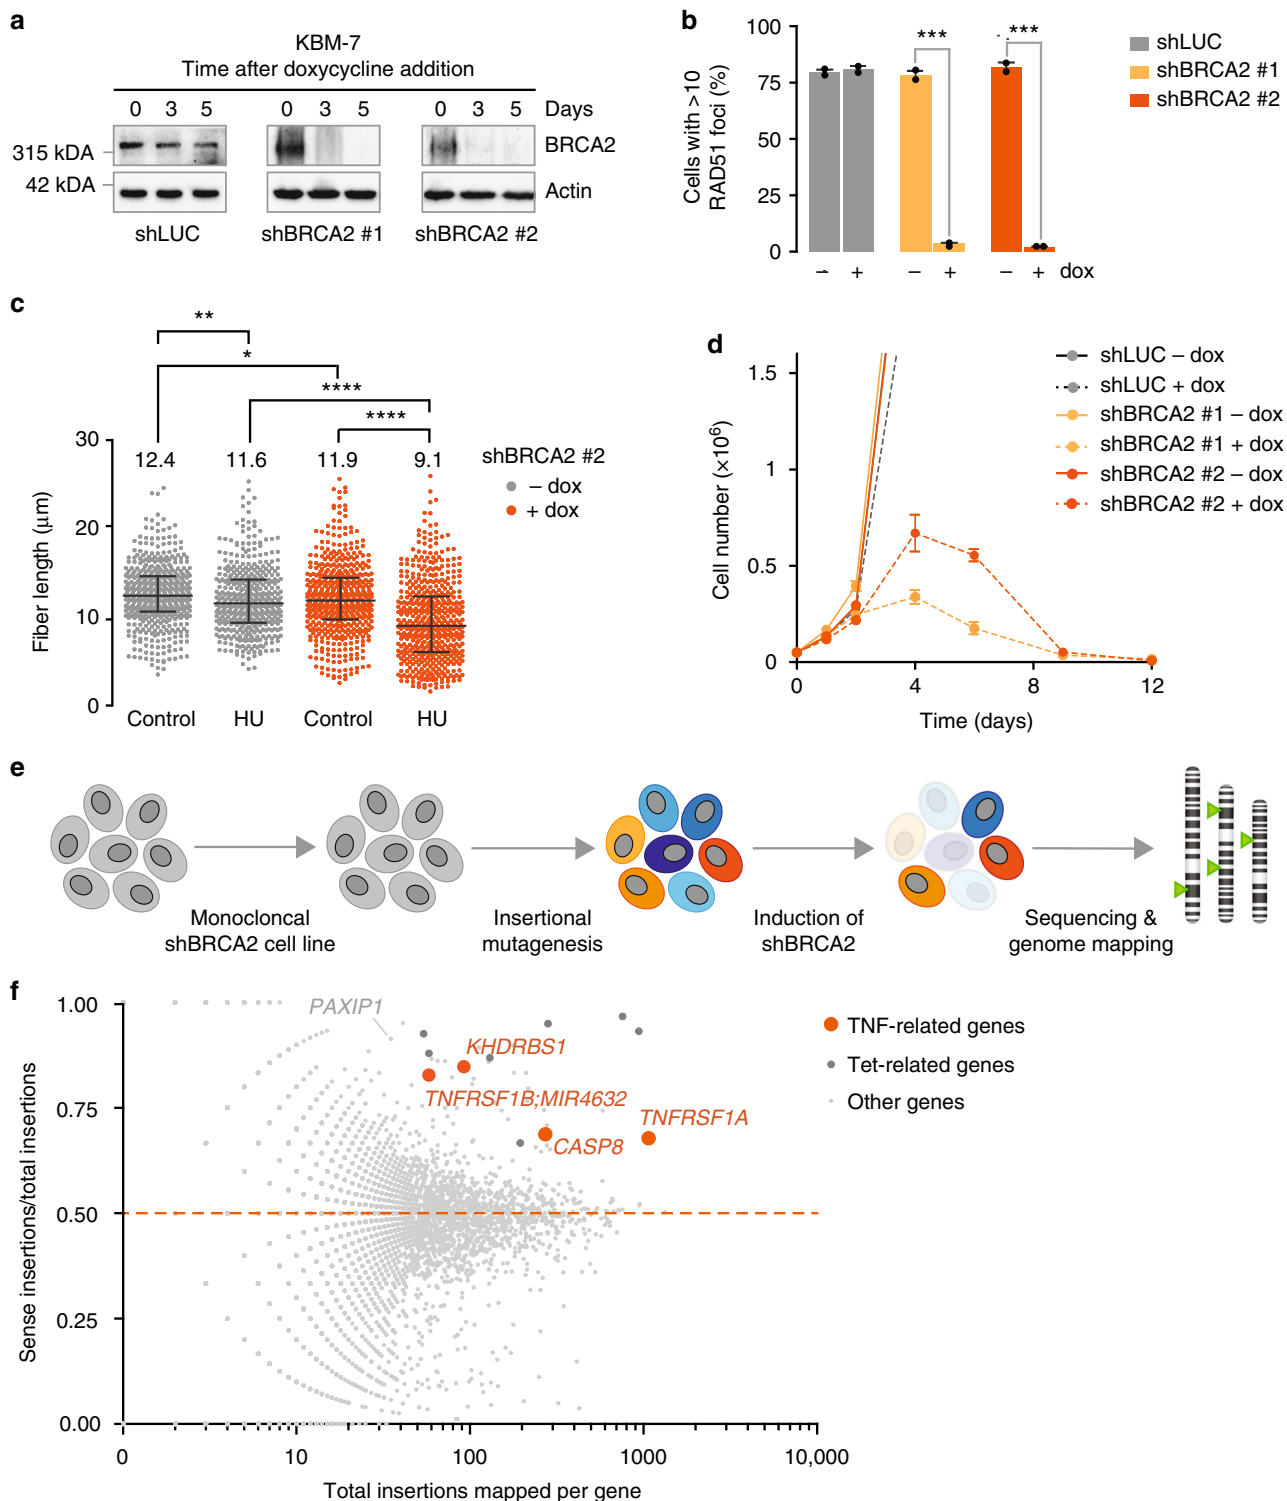 a
KBM-7
Time after doxycycline addition
0 3 5 0 3 5 0 3 5 Days
315 kDA
BRCA2
42 kDA
Actin
shLUC shBRCA2 #1 shBRCA2 #2
b
Cells with >10
RAD51 foci (%)
100
75
50
25
0
*** ***
– + – + – + dox
shLUC
shBRCA2 #1
shBRCA2 #2
c
**
*
****
****
Fiber length (μm)
30
20
10
0
12.4 11.6 11.9 9.1
Control HU Control HU
shBRCA2 #2
– dox
+ dox
d
Cell number (×10⁶)
1.5
1
0.5
0
0 4 8 12
Time (days)
shLUC – dox
shLUC + dox
shBRCA2 #1 – dox
shBRCA2 #1 + dox
shBRCA2 #2 – dox
shBRCA2 #2 + dox
e
Monocloncal
shBRCA2 cell line
Insertional
mutagenesis
Induction of
shBRCA2
Sequencing &
genome mapping
f
Sense insertions/total insertions
1.00
0.75
0.50
0.25
0.00
PAXIP1
KHDRBS1
TNFRSF1B;MIR4632
TNFRSF1A
CASP8
0 10 100 1000 10,000
Total insertions mapped per gene
TNF-related genes
Tet-related genes
Other genes